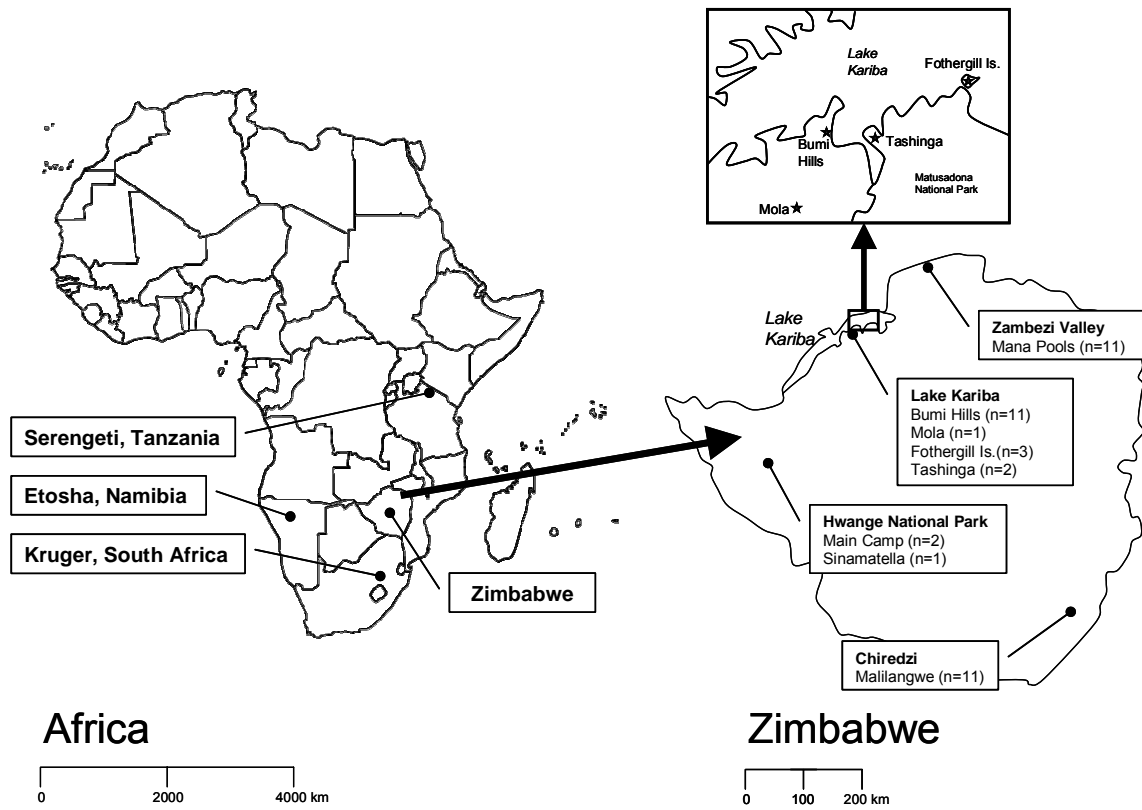 Lake
Kariba
Fothergill Is.
Bumi
Hills
Tashinga
Matusadona
National Park
Mola
Lake
Kariba
Zambezi Valley
Mana Pools (n=11)
Lake Kariba
Bumi Hills (n=11)
Mola (n=1)
Fothergill Is.(n=3)
Tashinga (n=2)
Serengeti, Tanzania
Etosha, Namibia
Kruger, South Africa
Zimbabwe
Hwange National Park
Main Camp (n=2)
Sinamatella (n=1)
Chiredzi
Malilangwe (n=11)
Africa
0 2000 4000 km
Zimbabwe
0 100 200 km